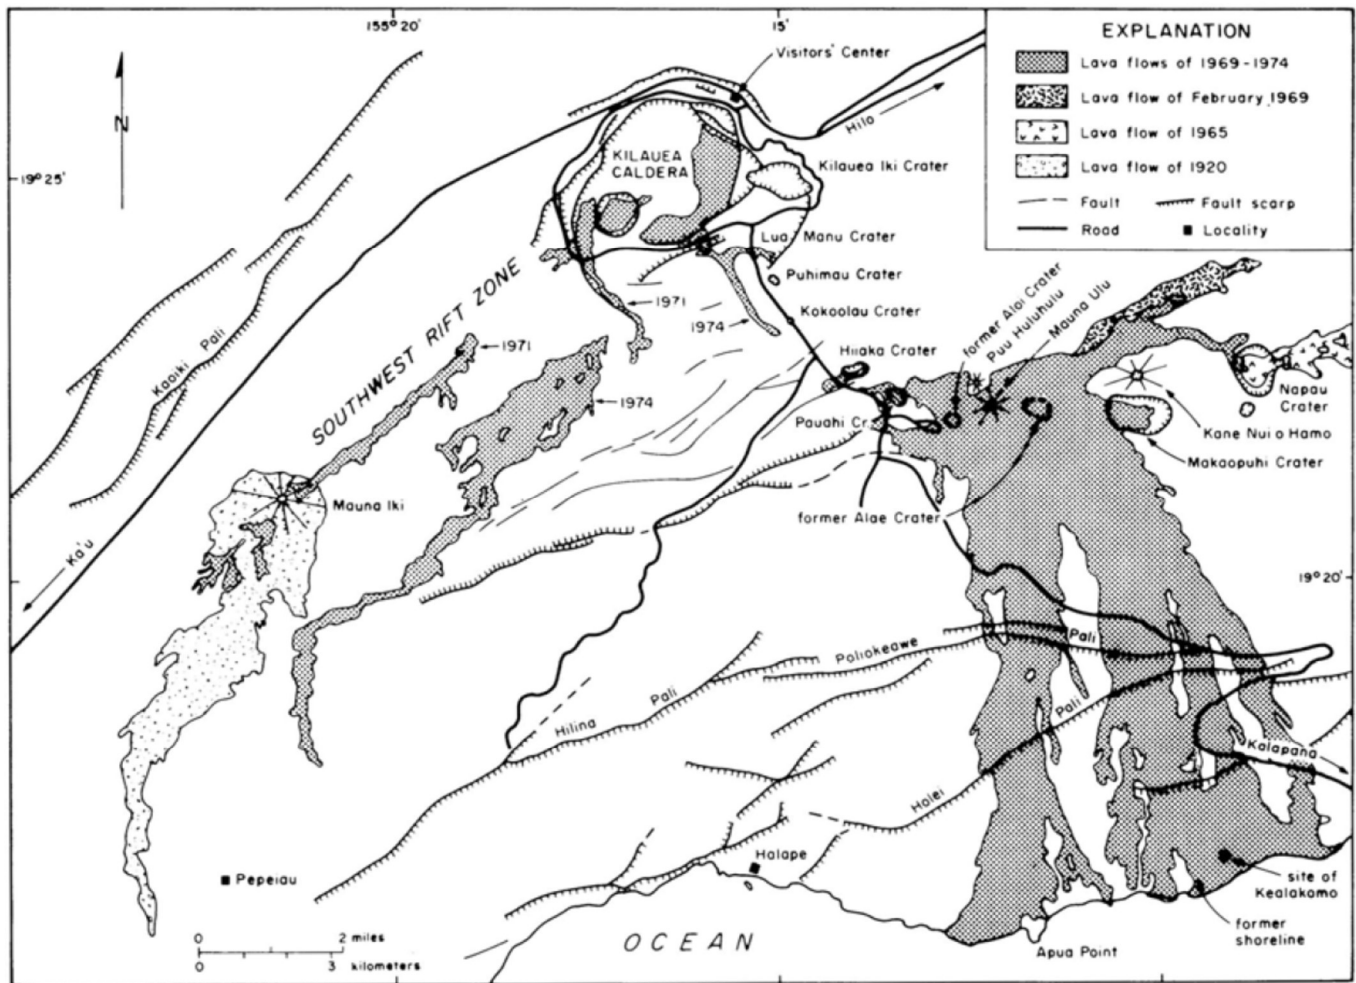 155° 20'
15'
Visitors' Center
N
Hilo
EXPLANATION
Lava flows of 1969-1974
Lava flow of February 1969
Lava flow of 1965
Lava flow of 1920
Fault
Fault scarp
Road
Locality
19° 25'
KILAUEA
CALDERA
Kilauea Iki Crater
Lua Manu Crater
Puhimau Crater
Kokoolau Crater
1971
1974
Hiiaka Crater
former Aloi Crater
Puu Huluhulu
Mauna Ulu
SOUTHWEST RIFT ZONE
Kaoiki Pali
1971
1974
Pauahi Cr.
Napau
Crater
Kane Nui o Hamo
Makaopuhi Crater
Mauna Iki
former Alae Crater
Ka'u
19° 20'
Poliokeawe Pali
Hilina Pali
Holei Pali
Kalapana
Halape
Pepeiau
site of
Kealakomo
former
shoreline
0 2 miles
0 3
kilometers
OCEAN
Apua Point